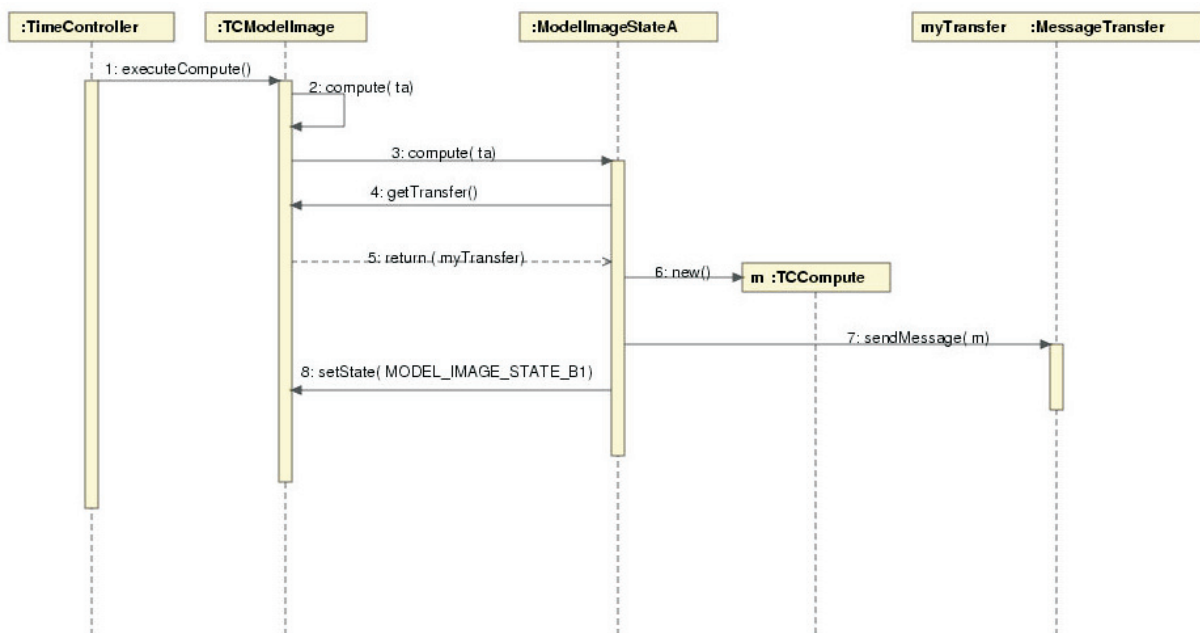 :TimeController
:TCModelImage
:ModelImageStateA
myTransfer :MessageTransfer
1: executeCompute()
2: compute( ta)
3: compute( ta)
4: getTransfer()
5: return ( myTransfer)
6: new()
m :TCCompute
7: sendMessage( m)
8: setState( MODEL_IMAGE_STATE_B1)